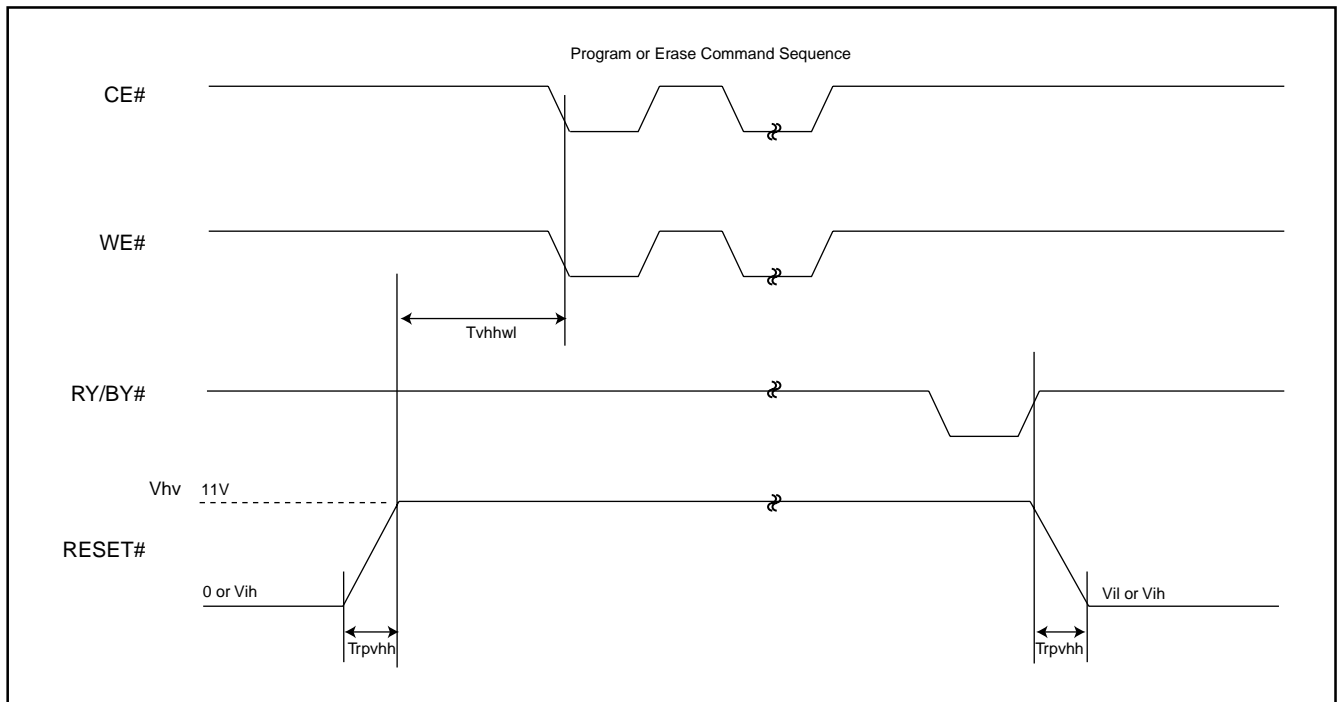 Program or Erase Command Sequence
CE#
WE#
Tvhhwl
RY/BY#
Vhv 11V
RESET#
0 or Vih
Vil or Vih
Trpvhh
Trpvhh